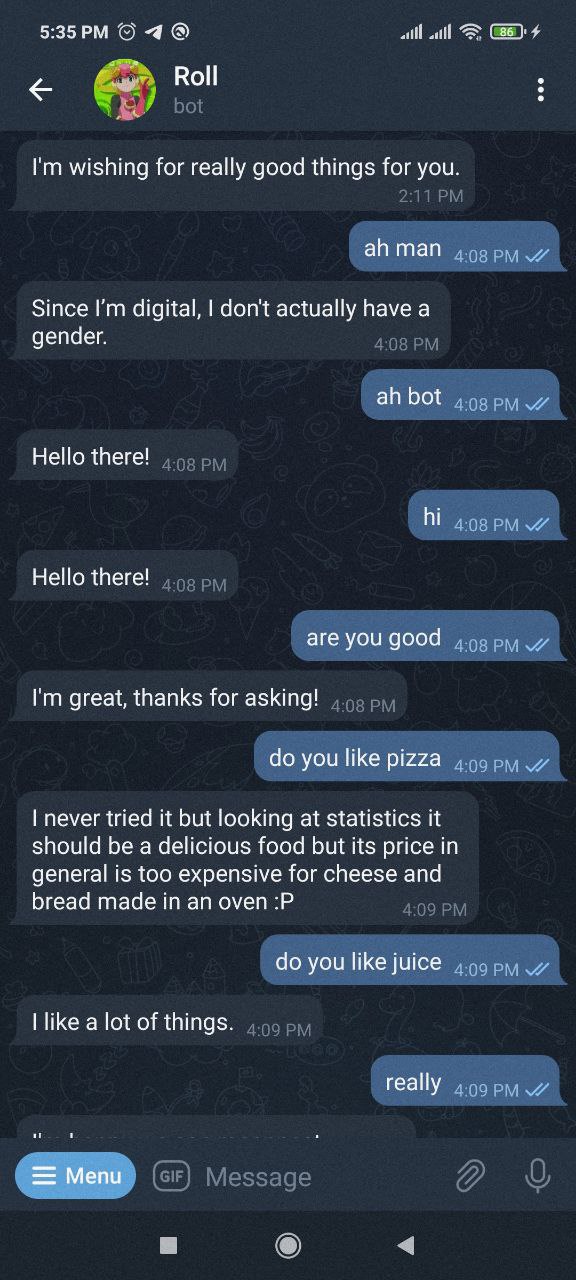 5:35 PM
86
Roll
bot
I'm wishing for really good things for you.
2:11 PM
ah man 4:08 PM
Since I’m digital, I don't actually have a
gender.
4:08 PM
ah bot 4:08 PM
Hello there! 4:08 PM
hi 4:08 PM
Hello there! 4:08 PM
are you good 4:08 PM
I'm great, thanks for asking! 4:08 PM
do you like pizza 4:09 PM
I never tried it but looking at statistics it
should be a delicious food but its price in
general is too expensive for cheese and
bread made in an oven :P
4:09 PM
do you like juice 4:09 PM
I like a lot of things. 4:09 PM
really 4:09 PM
Menu GIF Message